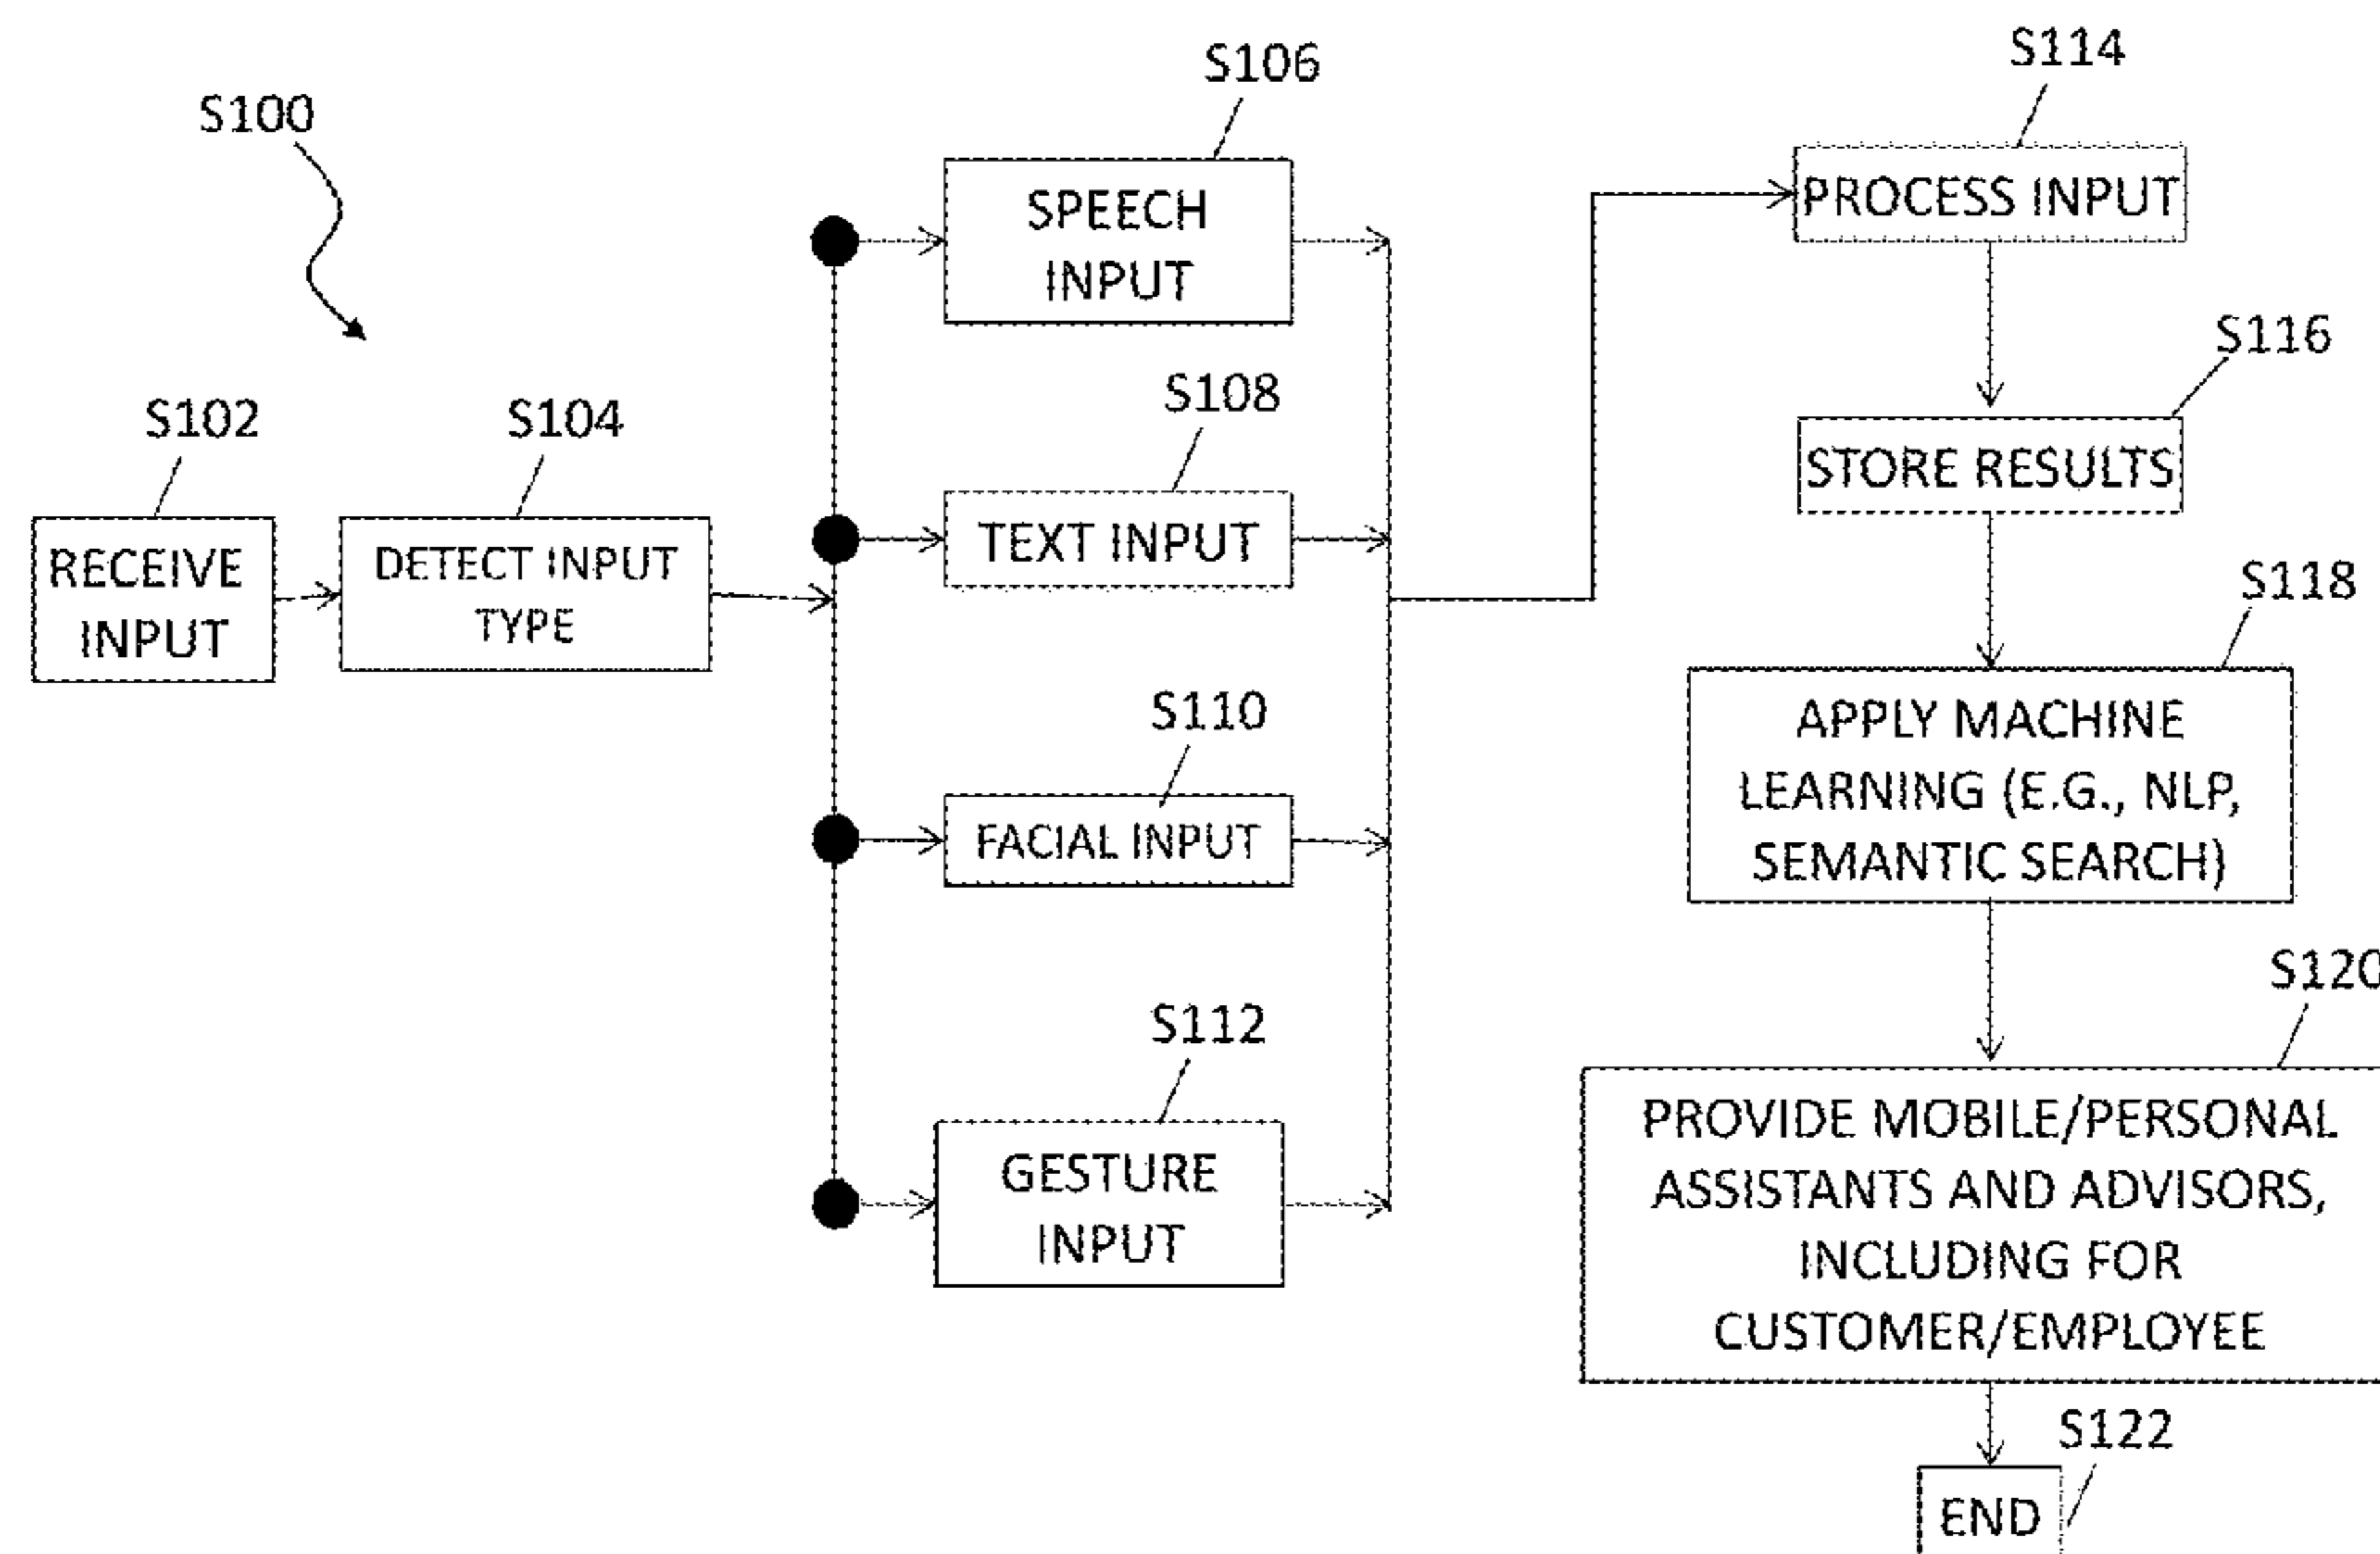 S100
S102
RECEIVE
INPUT
S104
DETECT INPUT
TYPE
S106
SPEECH
INPUT
S108
TEXT INPUT
S110
FACIAL INPUT
S112
GESTURE
INPUT
S114
PROCESS INPUT
S116
STORE RESULTS
S118
APPLY MACHINE
LEARNING (E.G., NLP,
SEMANTIC SEARCH)
S120
PROVIDE MOBILE/PERSONAL
ASSISTANTS AND ADVISORS,
INCLUDING FOR
CUSTOMER/EMPLOYEE
S122
END